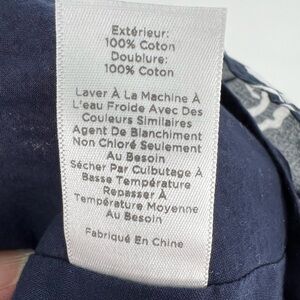 Extérieur:
100% Coton
Doublure:
100% Coton
Laver À La Machine À
L'eau Froide Avec Des
Couleurs Similaires
Agent De Blanchiment
Non Chloré Seulement
Au Besoin
Sécher Par Culbutage À
Basse Température
Repasser À
Température Moyenne
Au Besoin
Fabriqué En Chine